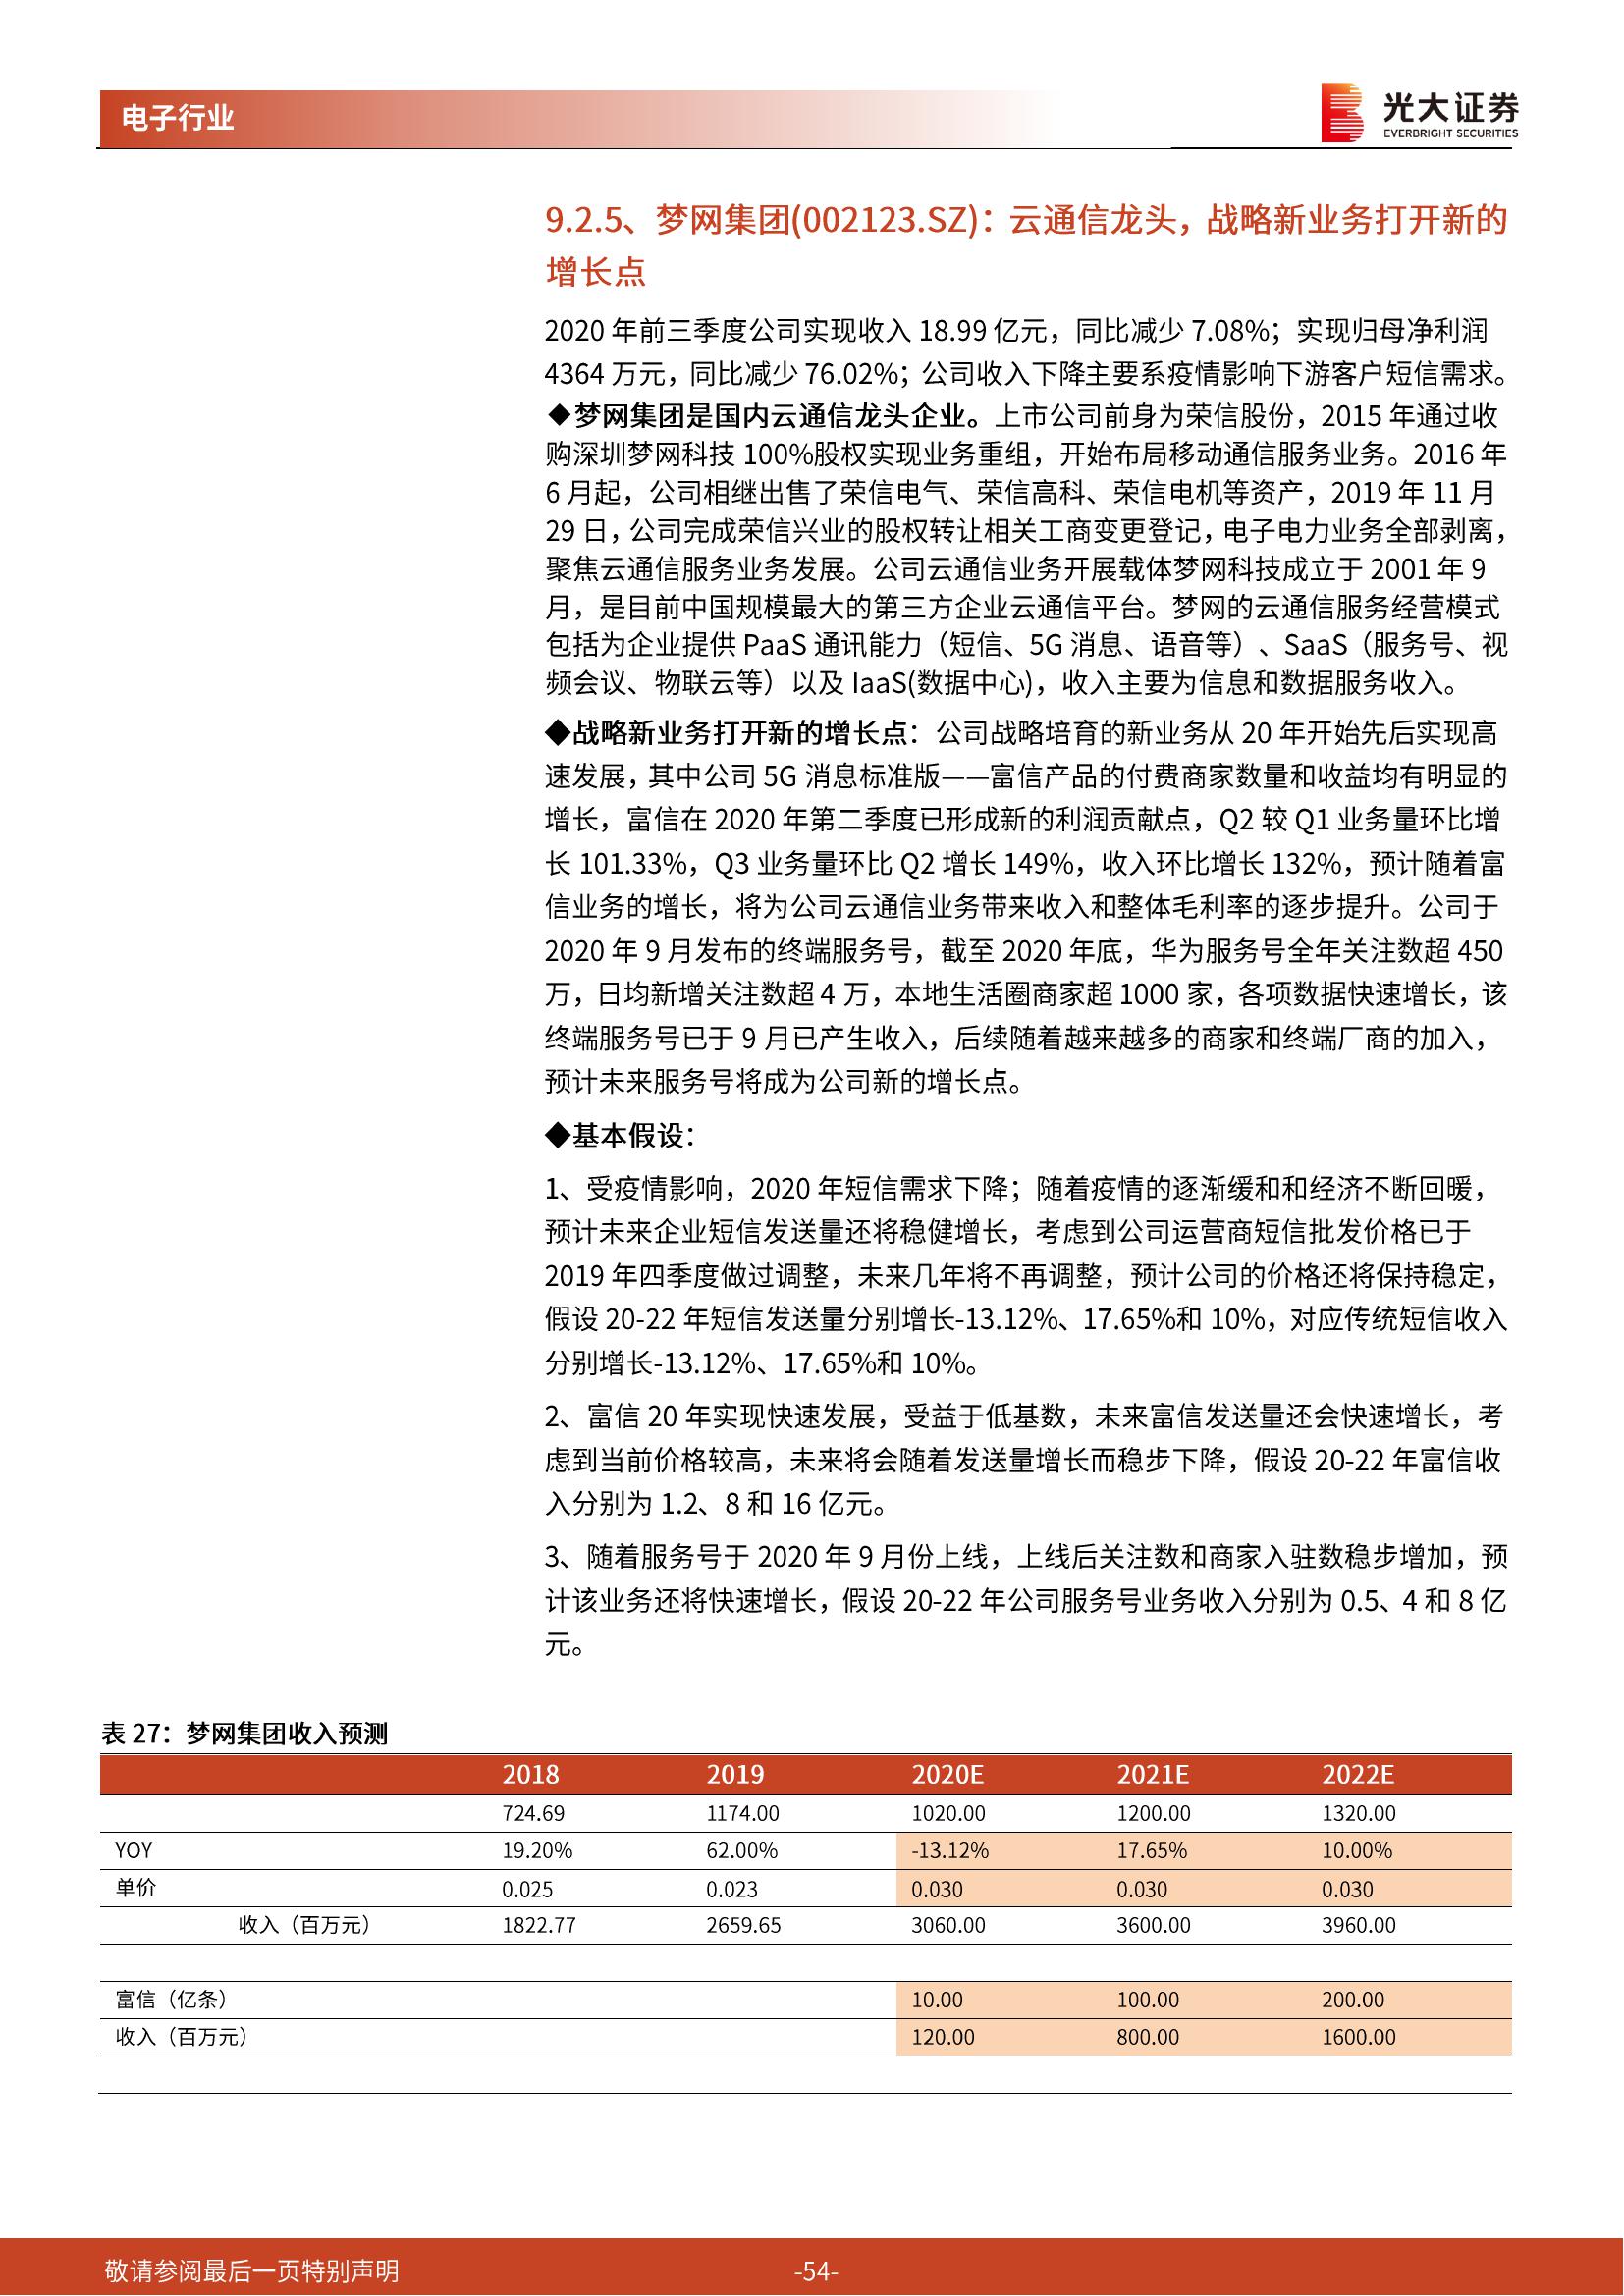 电子行业
光大证券
EVERBRIGHT SECURITIES
9.2.5、梦网集团(002123.SZ)：云通信龙头，战略新业务打开新的
增长点
2020 年前三季度公司实现收入 18.99 亿元，同比减少 7.08%；实现归母净利润
4364 万元，同比减少 76.02%；公司收入下降主要系疫情影响下游客户短信需求。
◆梦网集团是国内云通信龙头企业。上市公司前身为荣信股份，2015 年通过收
购深圳梦网科技 100%股权实现业务重组，开始布局移动通信服务业务。2016 年
6 月起，公司相继出售了荣信电气、荣信高科、荣信电机等资产，2019 年 11 月
29 日，公司完成荣信兴业的股权转让相关工商变更登记，电子电力业务全部剥离，
聚焦云通信服务业务发展。公司云通信业务开展载体梦网科技成立于 2001 年 9
月，是目前中国规模最大的第三方企业云通信平台。梦网的云通信服务经营模式
包括为企业提供 PaaS 通讯能力（短信、5G 消息、语音等）、SaaS（服务号、视
频会议、物联云等）以及 IaaS(数据中心)，收入主要为信息和数据服务收入。
◆战略新业务打开新的增长点：公司战略培育的新业务从 20 年开始先后实现高
速发展，其中公司 5G 消息标准版——富信产品的付费商家数量和收益均有明显的
增长，富信在 2020 年第二季度已形成新的利润贡献点，Q2 较 Q1 业务量环比增
长 101.33%，Q3 业务量环比 Q2 增长 149%，收入环比增长 132%，预计随着富
信业务的增长，将为公司云通信业务带来收入和整体毛利率的逐步提升。公司于
2020 年 9 月发布的终端服务号，截至 2020 年底，华为服务号全年关注数超 450
万，日均新增关注数超 4 万，本地生活圈商家超 1000 家，各项数据快速增长，该
终端服务号已于 9 月已产生收入，后续随着越来越多的商家和终端厂商的加入，
预计未来服务号将成为公司新的增长点。
◆基本假设：
1、受疫情影响，2020 年短信需求下降；随着疫情的逐渐缓和和经济不断回暖，
预计未来企业短信发送量还将稳健增长，考虑到公司运营商短信批发价格已于
2019 年四季度做过调整，未来几年将不再调整，预计公司的价格还将保持稳定，
假设 20-22 年短信发送量分别增长-13.12%、17.65%和 10%，对应传统短信收入
分别增长-13.12%、17.65%和 10%。
2、富信 20 年实现快速发展，受益于低基数，未来富信发送量还会快速增长，考
虑到当前价格较高，未来将会随着发送量增长而稳步下降，假设 20-22 年富信收
入分别为 1.2、8 和 16 亿元。
3、随着服务号于 2020 年 9 月份上线，上线后关注数和商家入驻数稳步增加，预
计该业务还将快速增长，假设 20-22 年公司服务号业务收入分别为 0.5、4 和 8 亿
元。
表 27：梦网集团收入预测
2018 2019 2020E 2021E 2022E
724.69 1174.00 1020.00 1200.00 1320.00
YOY 19.20% 62.00% -13.12% 17.65% 10.00%
单价 0.025 0.023 0.030 0.030 0.030
收入（百万元） 1822.77 2659.65 3060.00 3600.00 3960.00
富信（亿条） 10.00 100.00 200.00
收入（百万元） 120.00 800.00 1600.00
敬请参阅最后一页特别声明 -54-